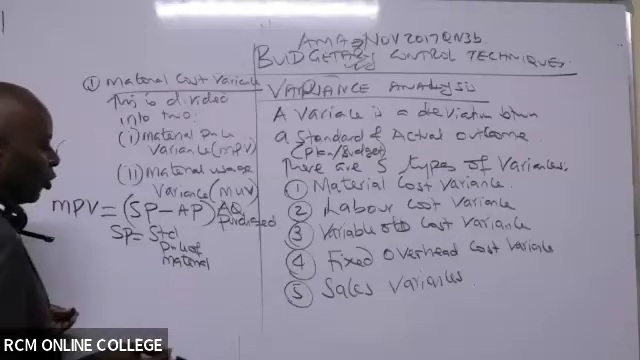 AMA NOV 2017 QN3b
BUDGETARY CONTROL TECHNIQUES.
VARIANCE ANALYSIS
A Variance is a deviation btwn
a Standard & Actual outcome
(Plan/Budget)
There are 5 types of Variances.
① Material Cost Variance.
② Labour cost Variance
③ Variable o/h cost Variance
④ Fixed overhead cost Variance
⑤ Sales Variances
① Material Cost Variance
This is divided
into two:
(i) Material Price
Variance (MPV)
(ii) Material usage
Variance (MUV)
MPV = (SP - AP) AQ
purchased
SP = Std
price of
material
RCM ONLINE COLLEGE